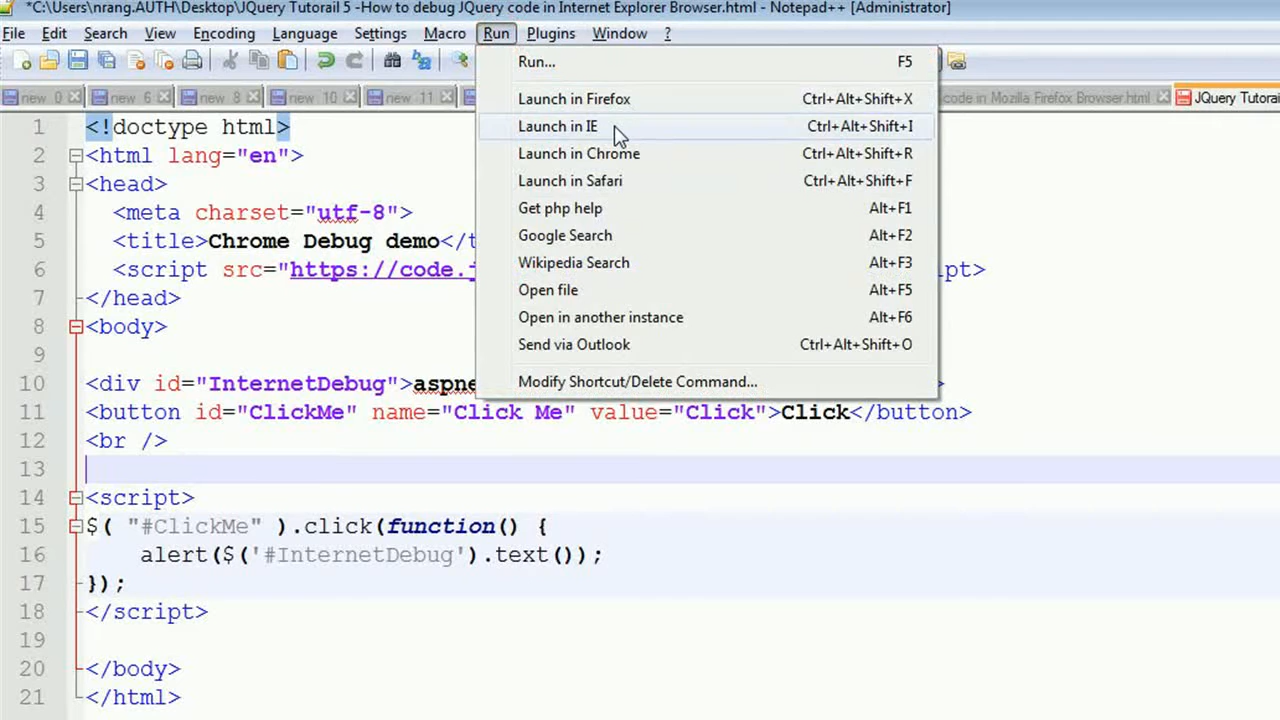 *C:\Users\nrang.AUTH\Desktop\JQuery Tutorail 5 -How to debug JQuery code in Internet Explorer Browser.html - Notepad++ [Administrator]
File Edit Search View Encoding Language Settings Macro Run Plugins Window ?
new 0 new 6 new 8 new 10 new 11 code in Mozilla Firefox Browser.html JQuery Tutorai
Run... F5
Launch in Firefox Ctrl+Alt+Shift+X
Launch in IE Ctrl+Alt+Shift+I
Launch in Chrome Ctrl+Alt+Shift+R
Launch in Safari Ctrl+Alt+Shift+F
Get php help Alt+F1
Google Search Alt+F2
Wikipedia Search Alt+F3
Open file Alt+F5
Open in another instance Alt+F6
Send via Outlook Ctrl+Alt+Shift+O
Modify Shortcut/Delete Command...
1 <!doctype html>
2 <html lang="en">
3 <head>
4 <meta charset="utf-8">
5 <title>Chrome Debug demo</t
6 <script src="https://code.j ipt>
7 </head>
8 <body>
9
10 <div id="InternetDebug">aspne >
11 <button id="ClickMe" name="Click Me" value="Click">Click</button>
12 <br />
13
14 <script>
15 $( "#ClickMe" ).click(function() {
16 alert($('#InternetDebug').text());
17 });
18 </script>
19
20 </body>
21 </html>